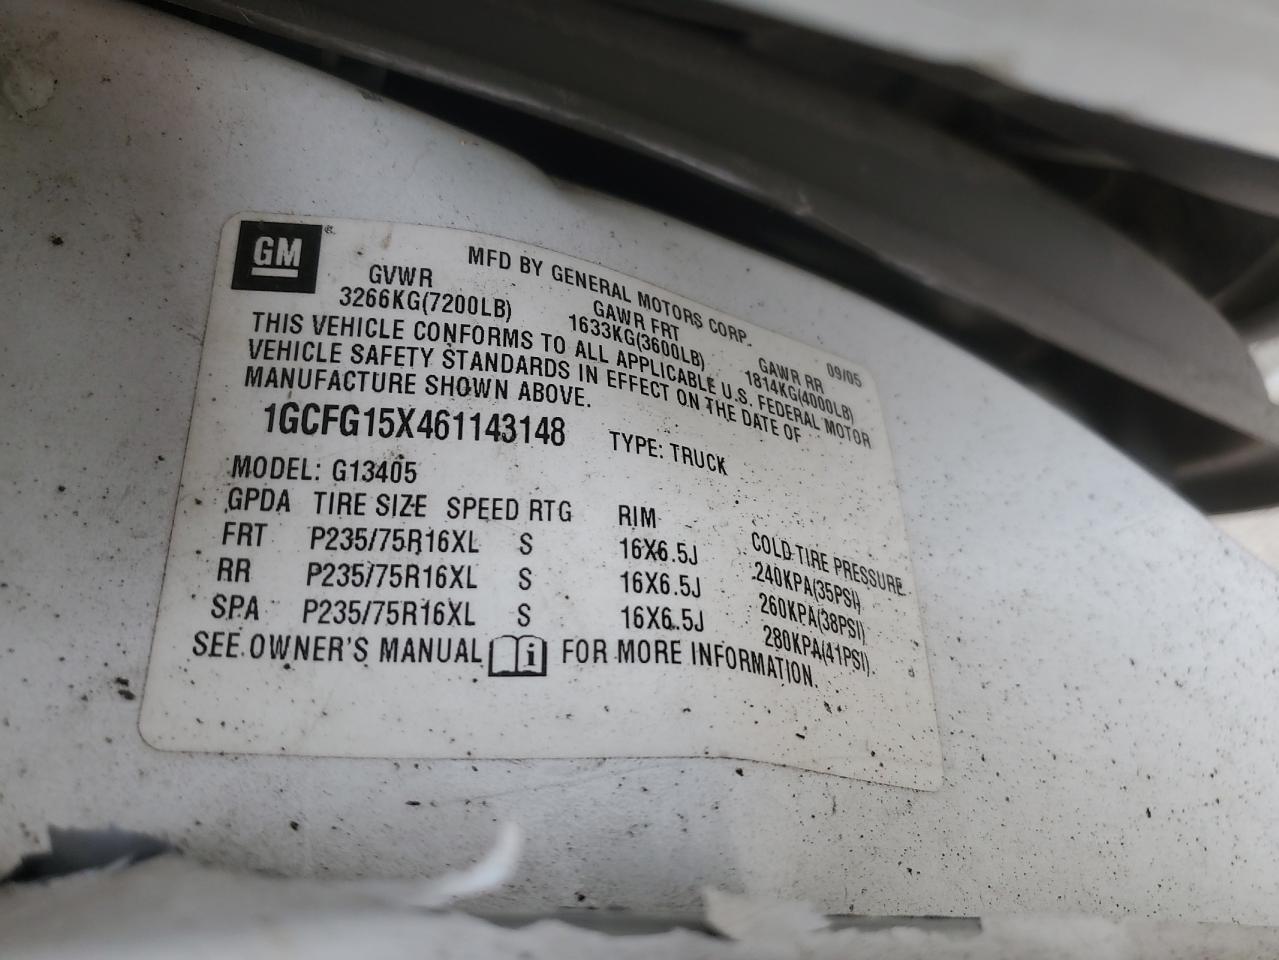 GM
MFD BY GENERAL MOTORS CORP.
GVWR GAWR FRT GAWR RR 09/05
3266KG(7200LB) 1633KG(3600LB) 1814KG(4000LB)
THIS VEHICLE CONFORMS TO ALL APPLICABLE U.S. FEDERAL MOTOR
VEHICLE SAFETY STANDARDS IN EFFECT ON THE DATE OF
MANUFACTURE SHOWN ABOVE.
1GCFG15X461143148 TYPE: TRUCK
MODEL: G13405
GPDA TIRE SIZE SPEED RTG RIM COLD TIRE PRESSURE
FRT P235/75R16XL S 16X6.5J 240KPA(35PSI)
RR P235/75R16XL S 16X6.5J 260KPA(38PSI)
SPA P235/75R16XL S 16X6.5J 280KPA(41PSI)
SEE OWNER'S MANUAL i FOR MORE INFORMATION.